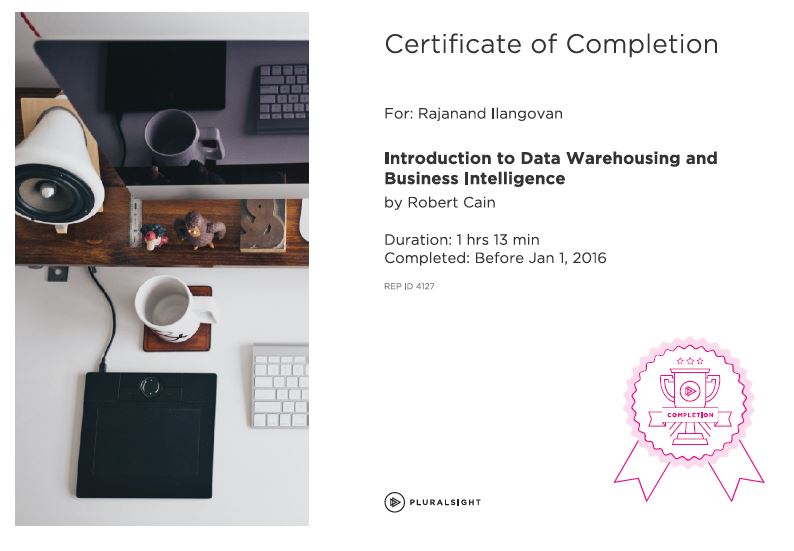 Certificate of Completion
For: Rajanand Ilangovan
Introduction to Data Warehousing and
Business Intelligence
by Robert Cain
Duration: 1 hrs 13 min
Completed: Before Jan 1, 2016
REP ID 4127
COMPLETION
PLURALSIGHT